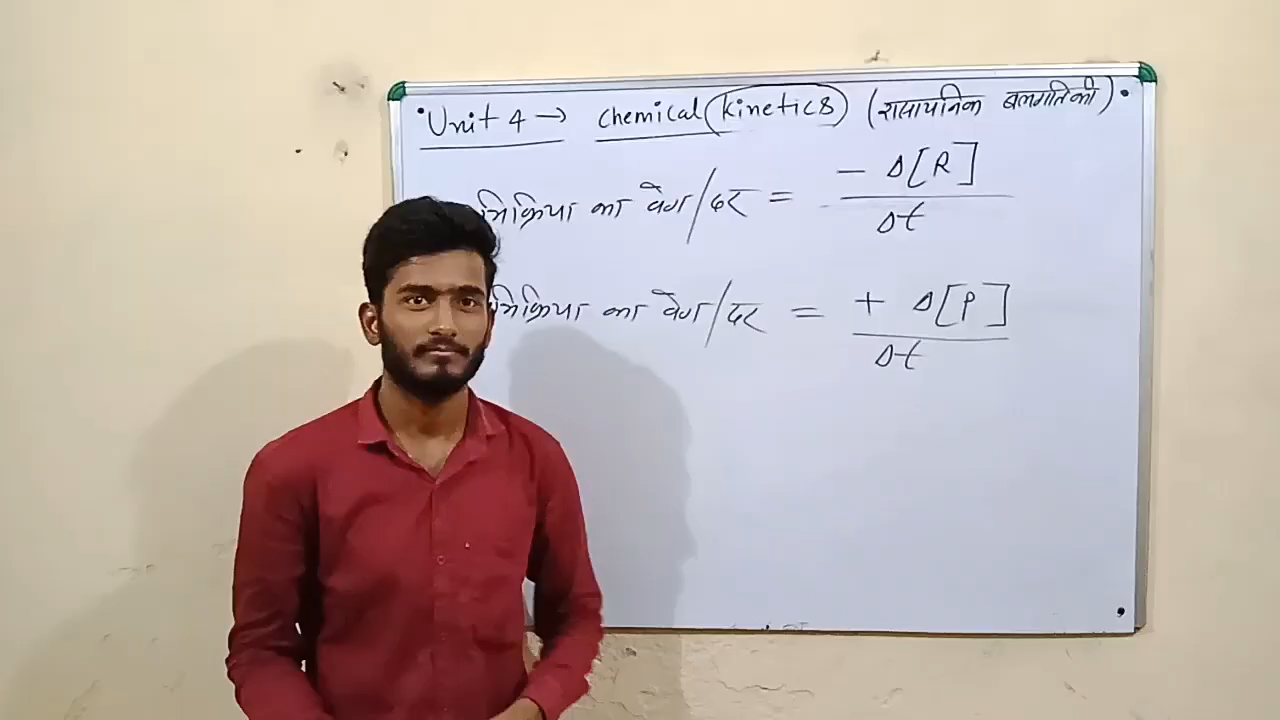 • Unit 4 → Chemical kinetics (रासायनिक बलगतिकी) •
का वेग/दर = - Δ[R] / Δt
का वेग/दर = + Δ[P] / Δt